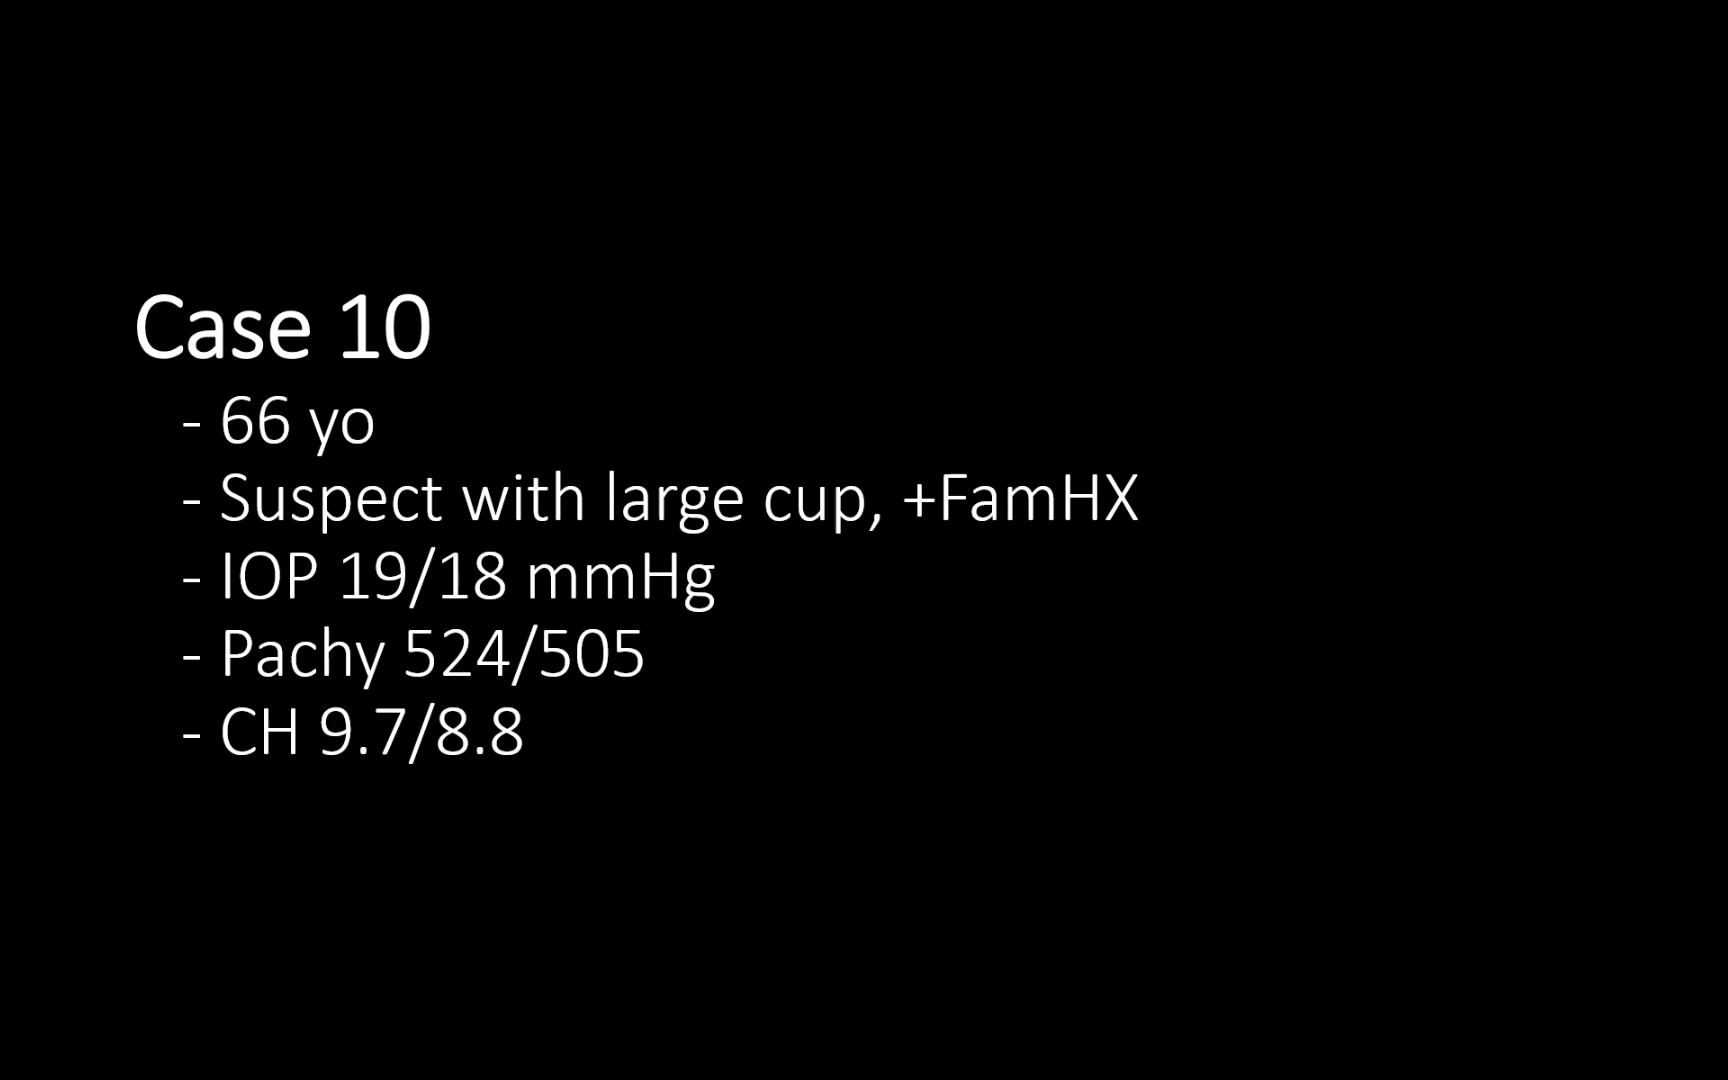 Case 10
- 66 yo
- Suspect with large cup, +FamHX
- IOP 19/18 mmHg
- Pachy 524/505
- CH 9.7/8.8